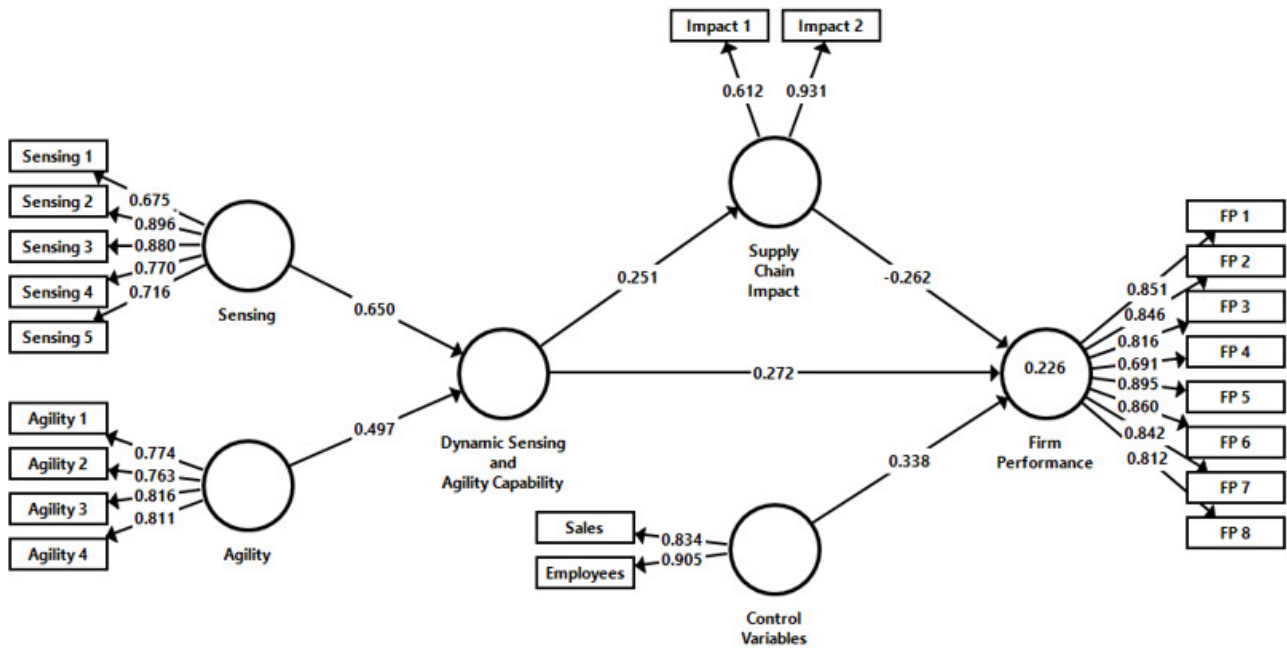 Impact 1
Impact 2
0.612
0.931
Sensing 1
Sensing 2
Sensing 3
Sensing 4
Sensing 5
0.675
0.896
0.880
0.770
0.716
Sensing
0.650
Agility 1
Agility 2
Agility 3
Agility 4
0.774
0.763
0.816
0.811
Agility
0.497
Dynamic Sensing
and
Agility Capability
0.251
Supply
Chain
Impact
-0.262
0.272
Sales
Employees
0.834
0.905
Control
Variables
0.338
0.226
Firm
Performance
0.851
0.846
0.816
0.691
0.895
0.860
0.842
0.812
FP 1
FP 2
FP 3
FP 4
FP 5
FP 6
FP 7
FP 8